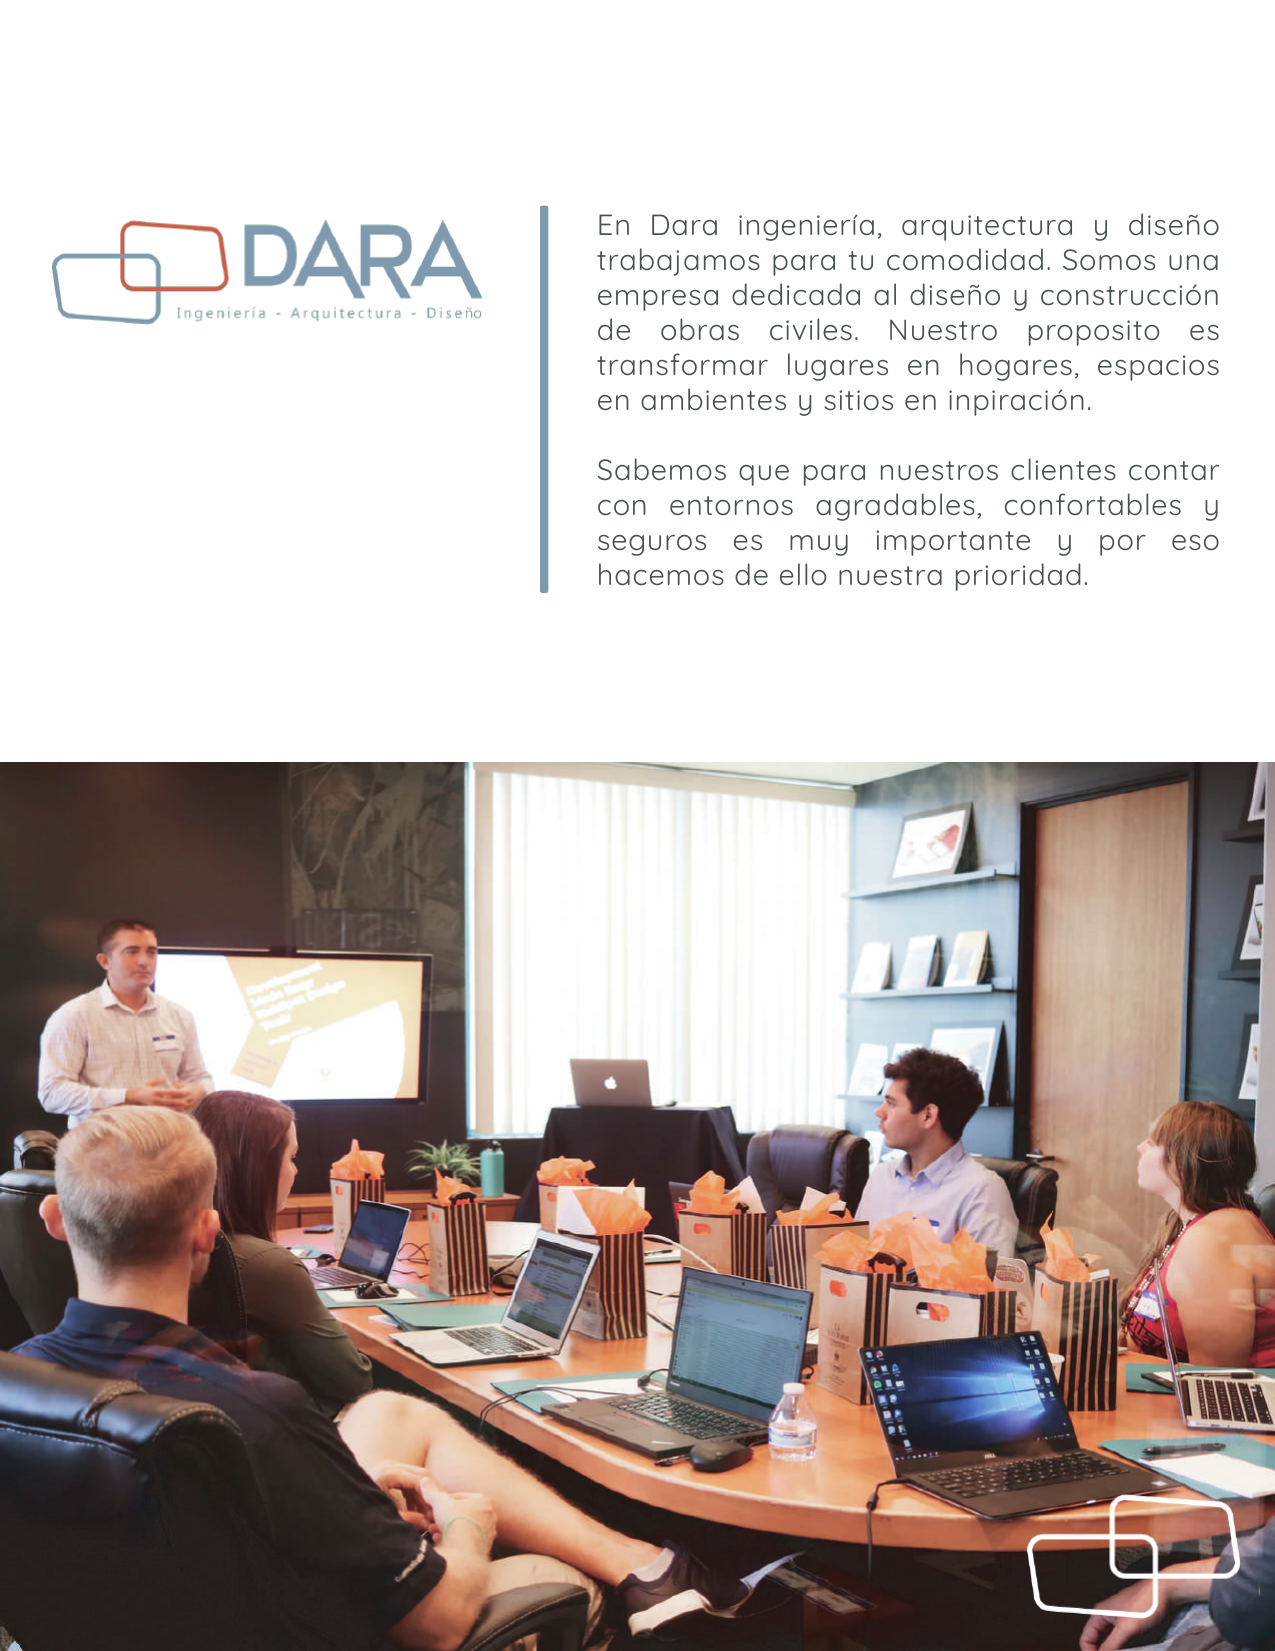 DARA
Ingeniería - Arquitectura - Diseño
En Dara ingeniería, arquitectura y diseño
trabajamos para tu comodidad. Somos una
empresa dedicada al diseño y construcción
de obras civiles. Nuestro proposito es
transformar lugares en hogares, espacios
en ambientes y sitios en inpiración.
Sabemos que para nuestros clientes contar
con entornos agradables, confortables y
seguros es muy importante y por eso
hacemos de ello nuestra prioridad.
DELL